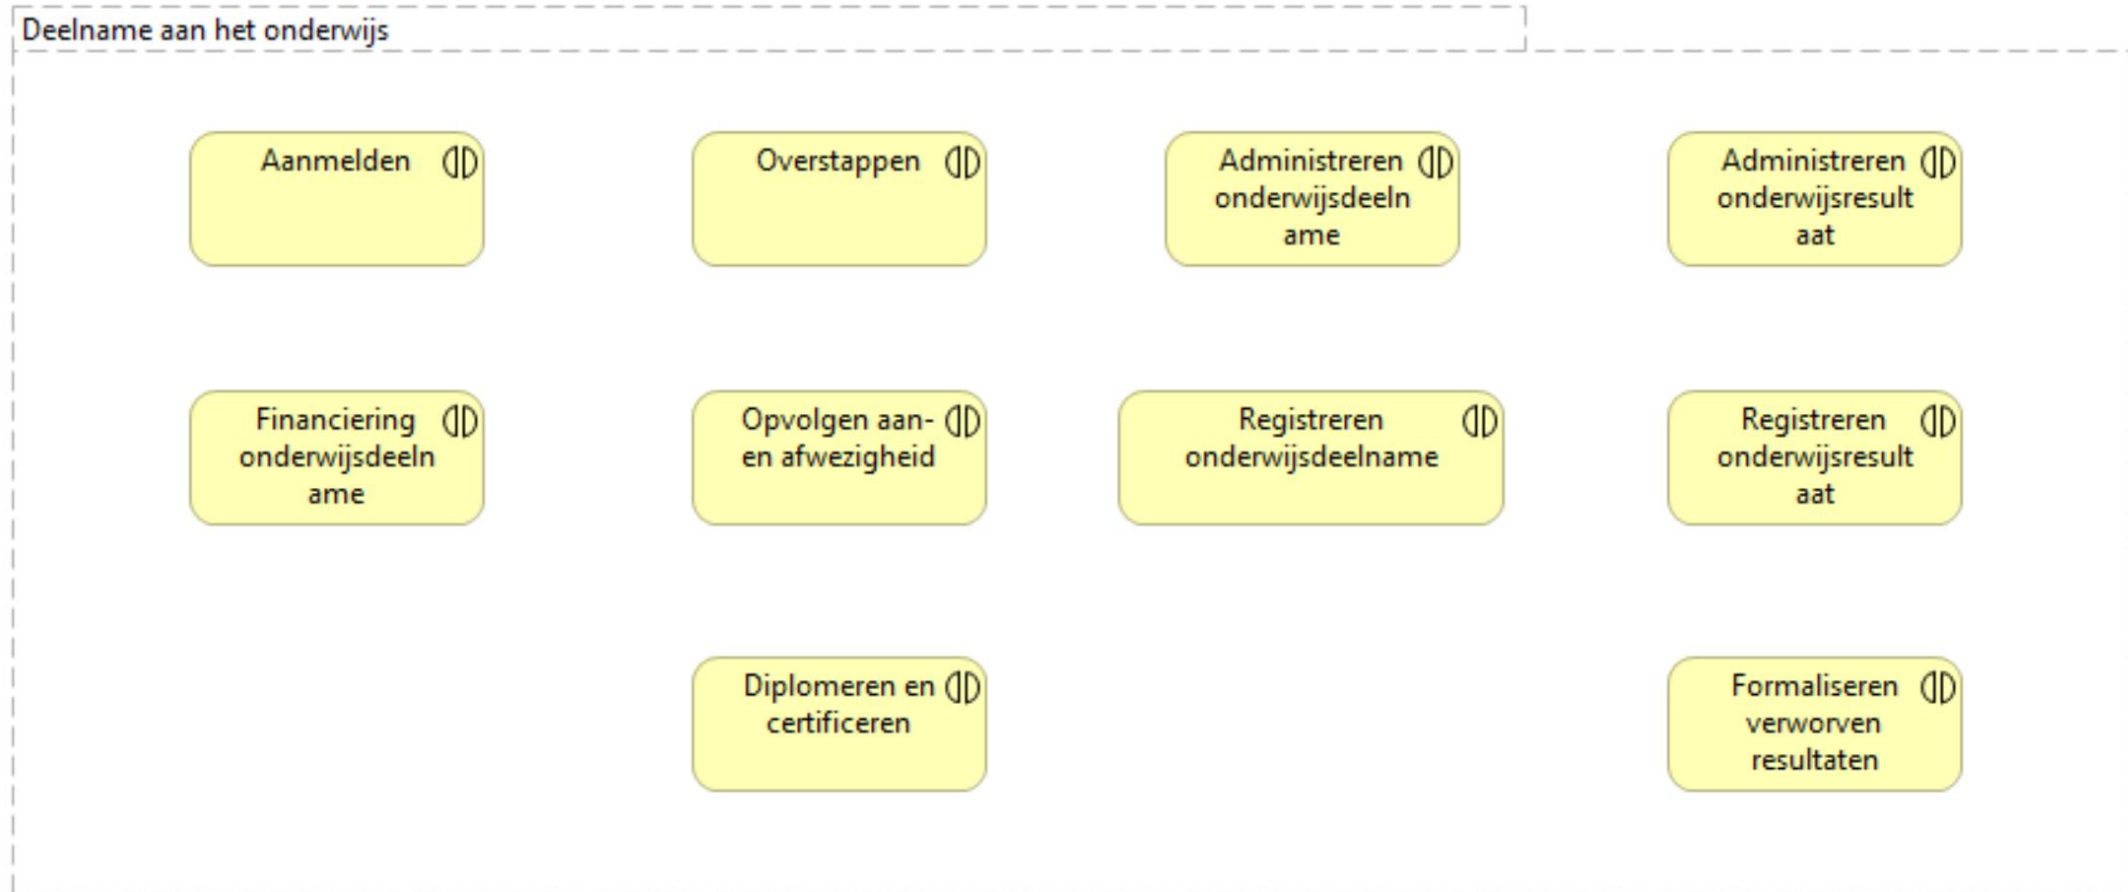 Deelname aan het onderwijs
Aanmelden
Overstappen
Administreren
onderwijsdeeln
ame
Administreren
onderwijsresult
aat
Financiering
onderwijsdeeln
ame
Opvolgen aan-
en afwezigheid
Registreren
onderwijsdeelname
Registreren
onderwijsresult
aat
Diplomeren en
certificeren
Formaliseren
verworven
resultaten